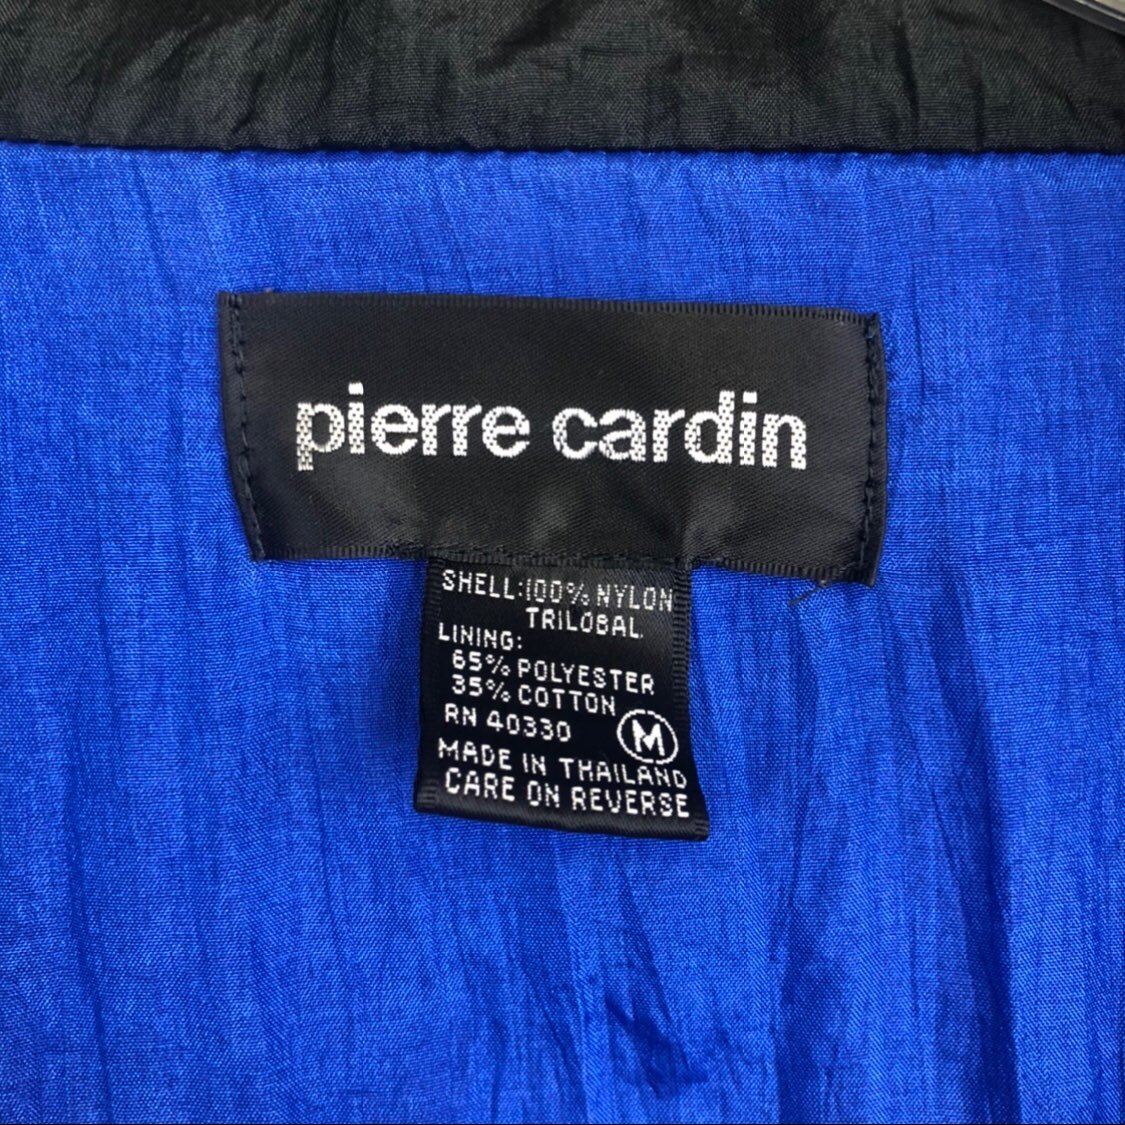 pierre cardin
SHELL:100% NYLON
TRILOBAL
LINING:
65% POLYESTER
35% COTTON
RN 40330
M
MADE IN THAILAND
CARE ON REVERSE